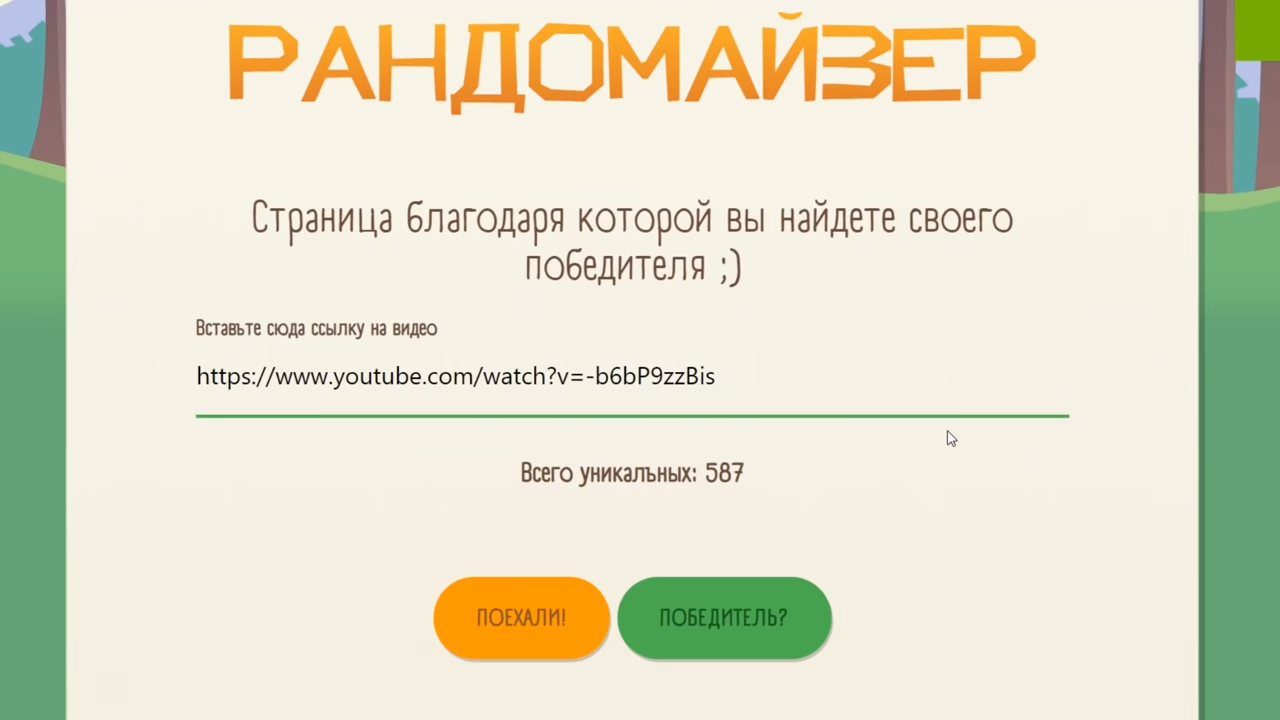 РАНДОМАЙЗЕР
Страница благодаря которой вы найдете своего
победителя ;)
Вставьте сюда ссылку на видео
https://www.youtube.com/watch?v=-b6bP9zzBis
Всего уникальных: 587
ПОЕХАЛИ!
ПОБЕДИТЕЛЬ?